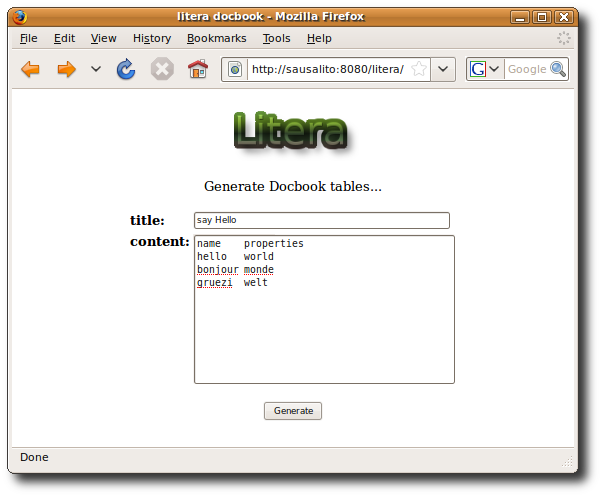 litera docbook - Mozilla Firefox
File Edit View History Bookmarks Tools Help
http://sausalito:8080/litera/ G Google
Litera
Generate Docbook tables...
title: say Hello
content: name properties
hello world
bonjour monde
gruezi welt
Generate
Done